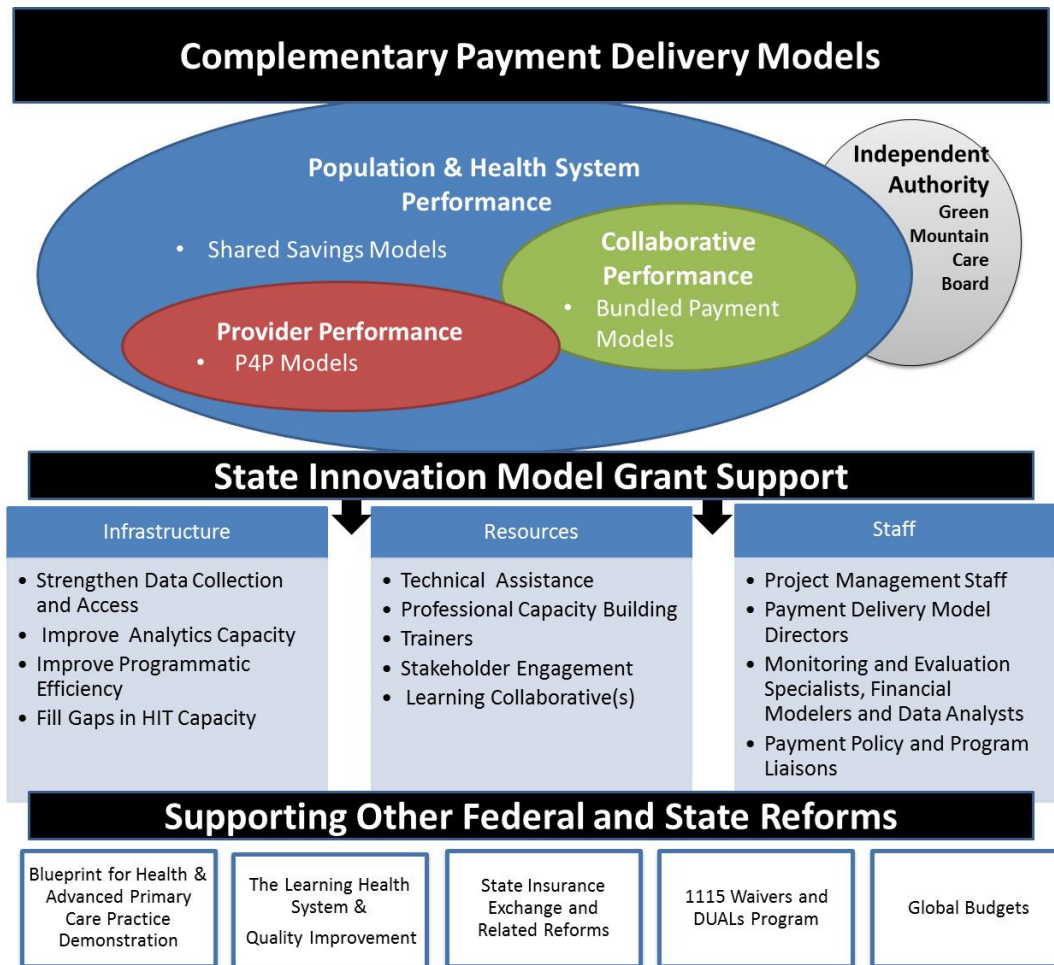 Complementary Payment Delivery Models
Population & Health System
Performance
• Shared Savings Models
Collaborative
Performance
• Bundled Payment
Models
Provider Performance
• P4P Models
Independent
Authority
Green
Mountain
Care
Board
State Innovation Model Grant Support
Infrastructure
• Strengthen Data Collection
and Access
• Improve Analytics Capacity
• Improve Programmatic
Efficiency
• Fill Gaps in HIT Capacity
Resources
• Technical Assistance
• Professional Capacity Building
• Trainers
• Stakeholder Engagement
• Learning Collaborative(s)
Staff
• Project Management Staff
• Payment Delivery Model
Directors
• Monitoring and Evaluation
Specialists, Financial
Modelers and Data Analysts
• Payment Policy and Program
Liaisons
Supporting Other Federal and State Reforms
Blueprint for Health &
Advanced Primary
Care Practice
Demonstration
The Learning Health
System &
Quality Improvement
State Insurance
Exchange and
Related Reforms
1115 Waivers and
DUALs Program
Global Budgets